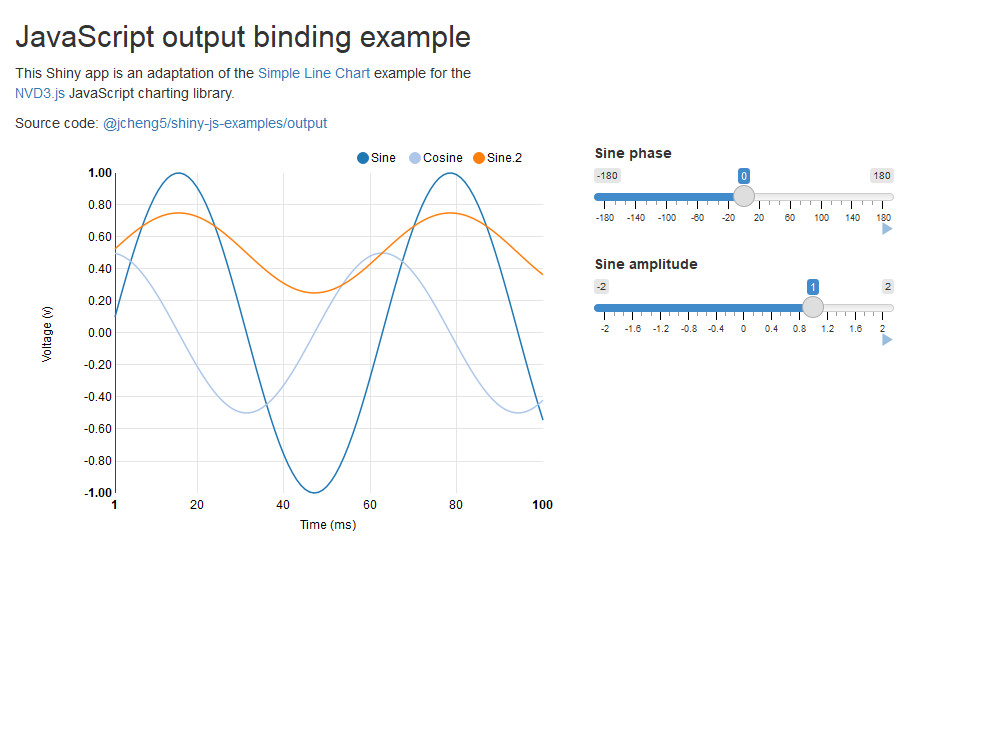 JavaScript output binding example
This Shiny app is an adaptation of the Simple Line Chart example for the
NVD3.js JavaScript charting library.
Source code: @jcheng5/shiny-js-examples/output
Sine Cosine Sine.2
1.00
0.80
0.60
0.40
0.20
0.00
-0.20
-0.40
-0.60
-0.80
-1.00
Voltage (v)
1 20 40 60 80 100
Time (ms)
Sine phase
-180 0 180
-180 -140 -100 -60 -20 20 60 100 140 180
Sine amplitude
-2 1 2
-2 -1.6 -1.2 -0.8 -0.4 0 0.4 0.8 1.2 1.6 2